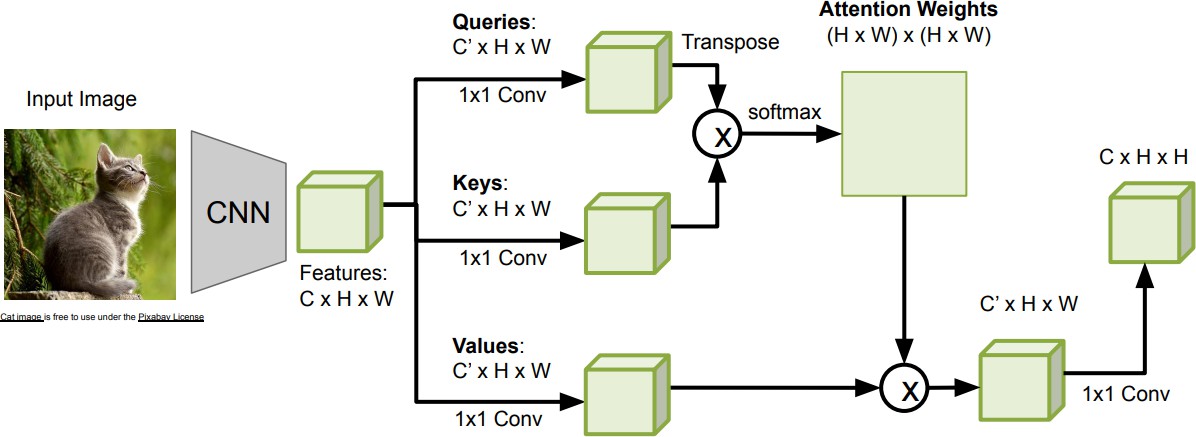 Input Image
Cat image is free to use under the Pixabay License
CNN
Features:
C x H x W
Queries:
C’ x H x W
1x1 Conv
Keys:
C’ x H x W
1x1 Conv
Values:
C’ x H x W
1x1 Conv
Transpose
X
softmax
Attention Weights
(H x W) x (H x W)
X
C’ x H x W
1x1 Conv
C x H x H